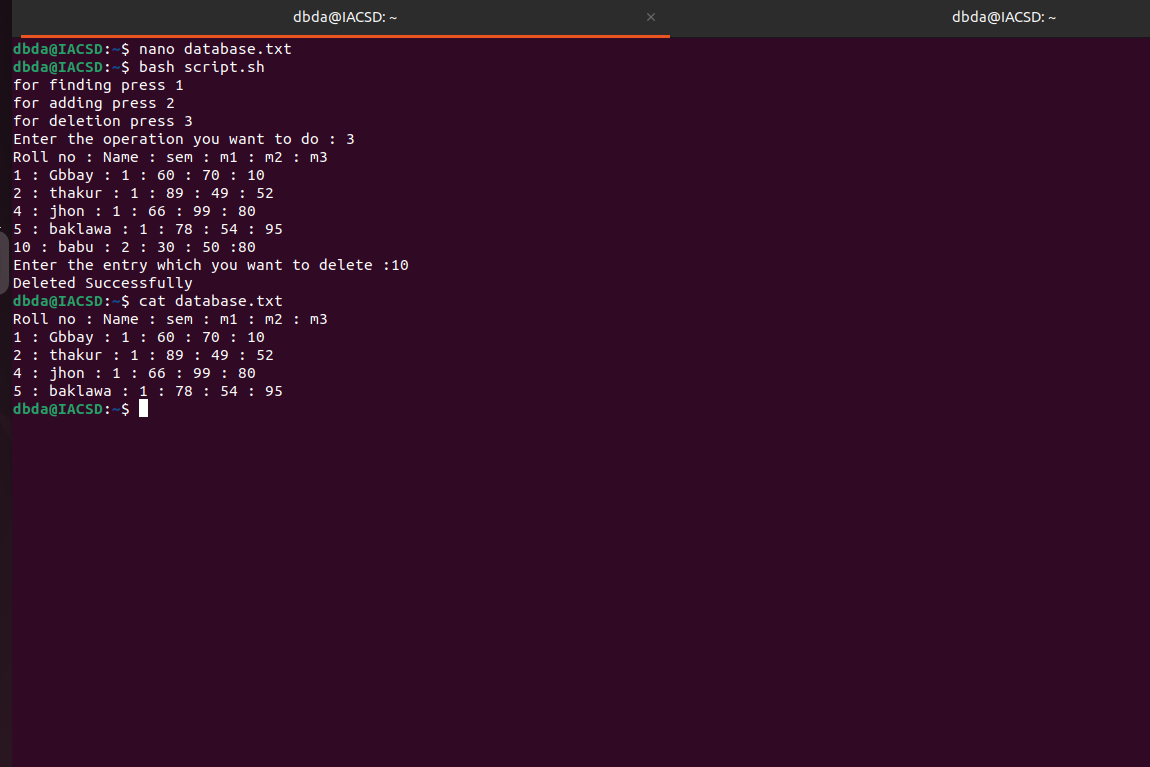 dbda@IACSD: ~ × dbda@IACSD: ~
dbda@IACSD:~$ nano database.txt
dbda@IACSD:~$ bash script.sh
for finding press 1
for adding press 2
for deletion press 3
Enter the operation you want to do : 3
Roll no : Name : sem : m1 : m2 : m3
1 : Gbbay : 1 : 60 : 70 : 10
2 : thakur : 1 : 89 : 49 : 52
4 : jhon : 1 : 66 : 99 : 80
5 : baklawa : 1 : 78 : 54 : 95
10 : babu : 2 : 30 : 50 :80
Enter the entry which you want to delete :10
Deleted Successfully
dbda@IACSD:~$ cat database.txt
Roll no : Name : sem : m1 : m2 : m3
1 : Gbbay : 1 : 60 : 70 : 10
2 : thakur : 1 : 89 : 49 : 52
4 : jhon : 1 : 66 : 99 : 80
5 : baklawa : 1 : 78 : 54 : 95
dbda@IACSD:~$